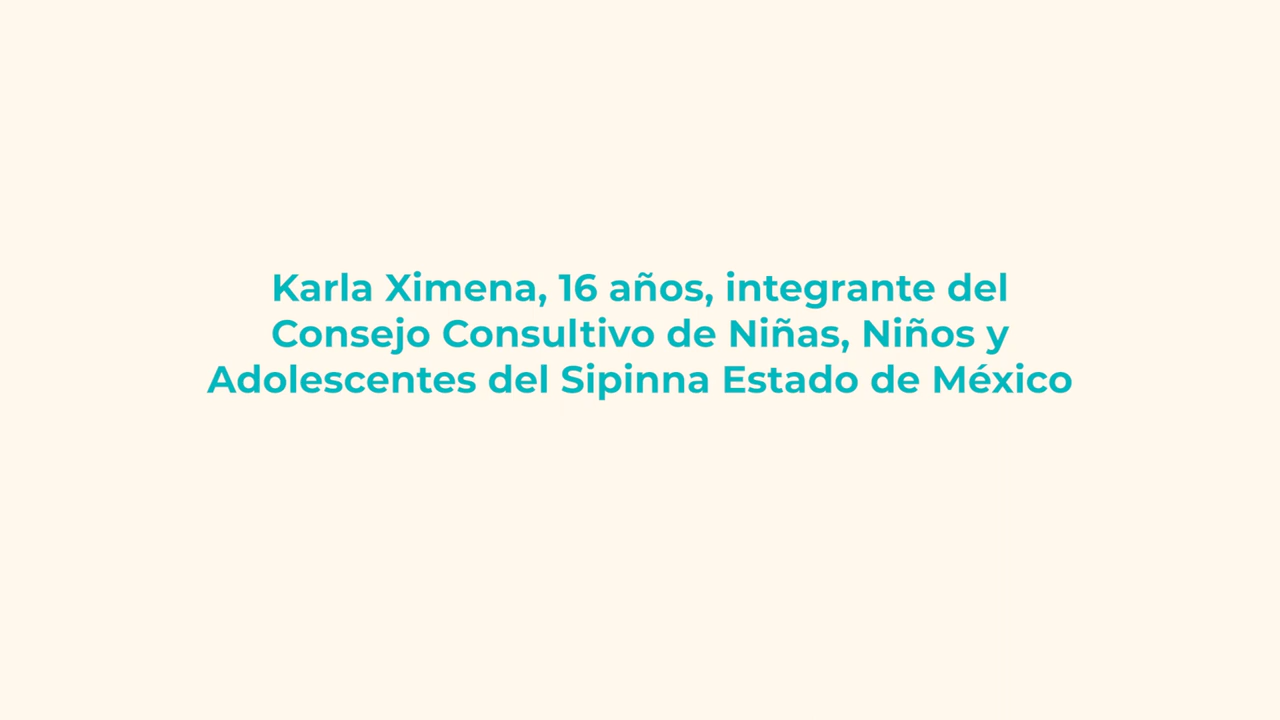 Karla Ximena, 16 años, integrante del
Consejo Consultivo de Niñas, Niños y
Adolescentes del Sipinna Estado de México